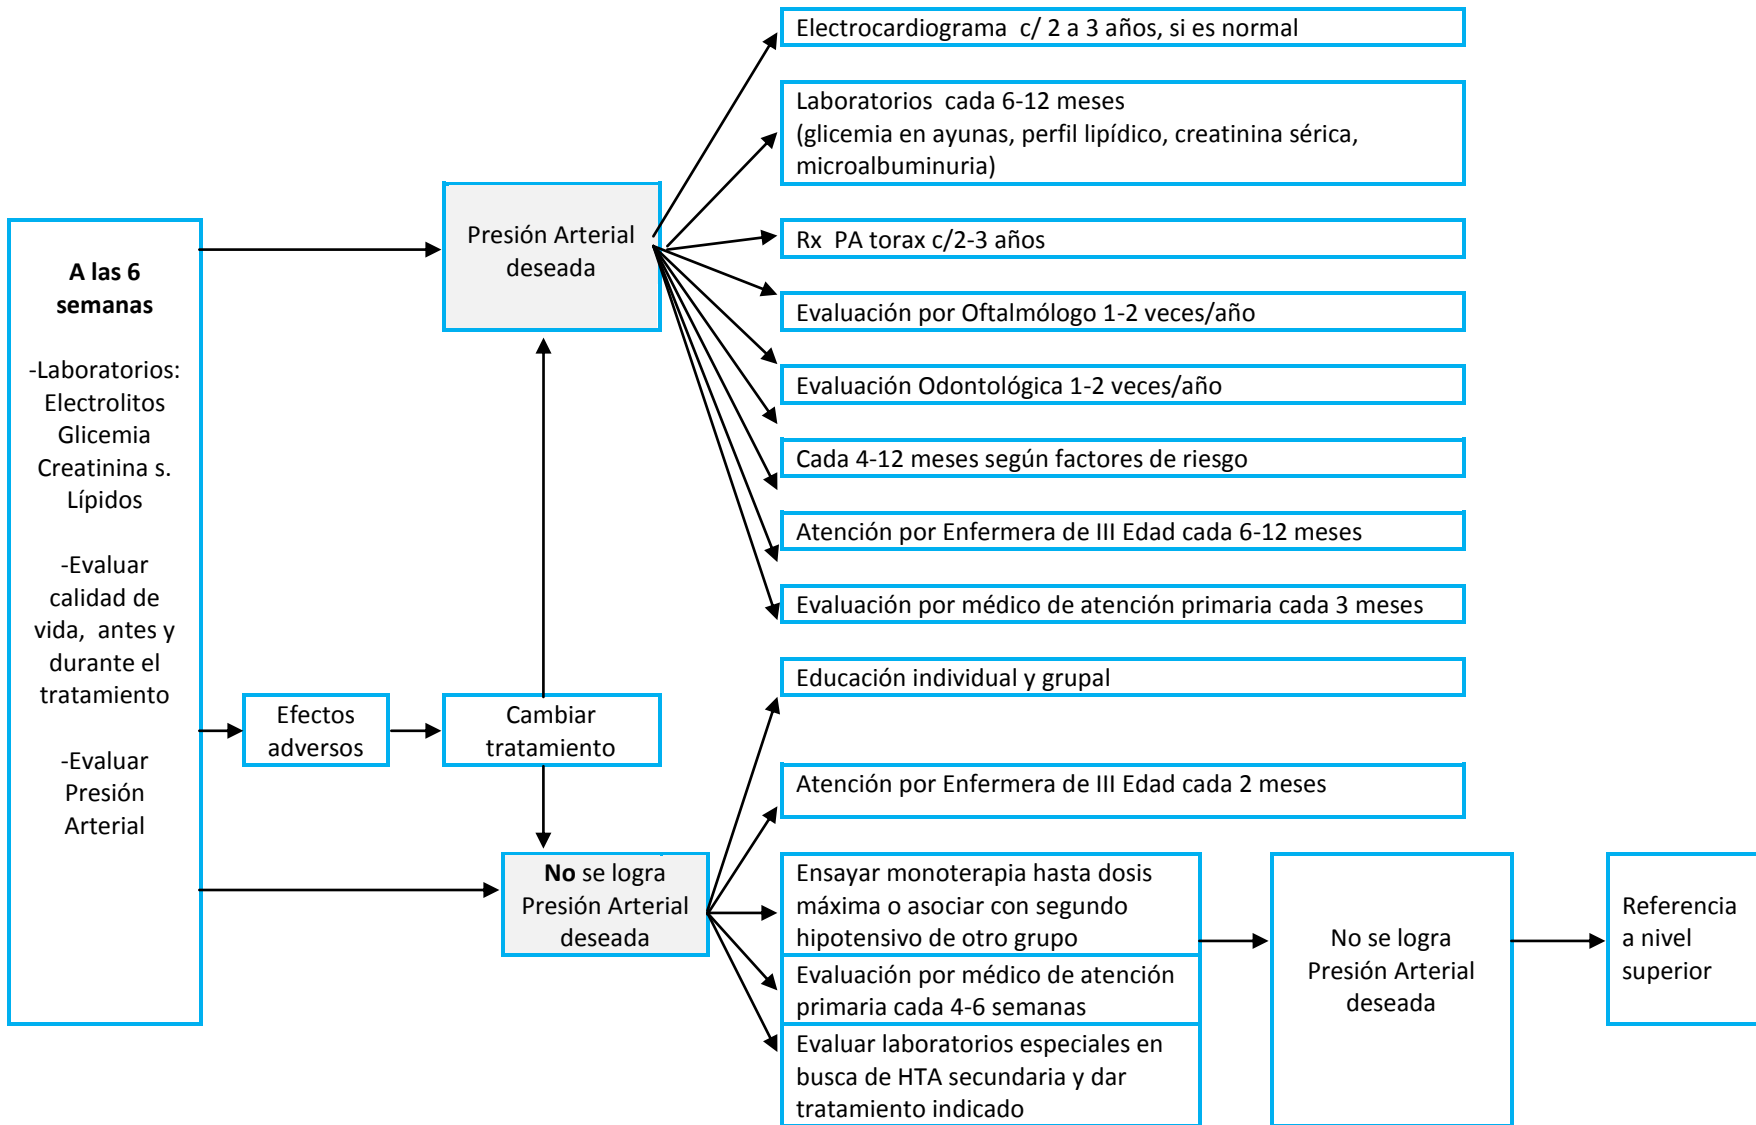 A las 6
semanas
-Laboratorios:
Electrolitos
Glicemia
Creatinina s.
Lípidos
-Evaluar
calidad de
vida, antes y
durante el
tratamiento
-Evaluar
Presión
Arterial
Efectos
adversos
Cambiar
tratamiento
Presión Arterial
deseada
Electrocardiograma c/ 2 a 3 años, si es normal
Laboratorios cada 6-12 meses
(glicemia en ayunas, perfil lipídico, creatinina sérica,
microalbuminuria)
Rx PA torax c/2-3 años
Evaluación por Oftalmólogo 1-2 veces/año
Evaluación Odontológica 1-2 veces/año
Cada 4-12 meses según factores de riesgo
Atención por Enfermera de III Edad cada 6-12 meses
Evaluación por médico de atención primaria cada 3 meses
No se logra
Presión Arterial
deseada
Educación individual y grupal
Atención por Enfermera de III Edad cada 2 meses
Ensayar monoterapia hasta dosis
máxima o asociar con segundo
hipotensivo de otro grupo
Evaluación por médico de atención
primaria cada 4-6 semanas
Evaluar laboratorios especiales en
busca de HTA secundaria y dar
tratamiento indicado
No se logra
Presión Arterial
deseada
Referencia
a nivel
superior